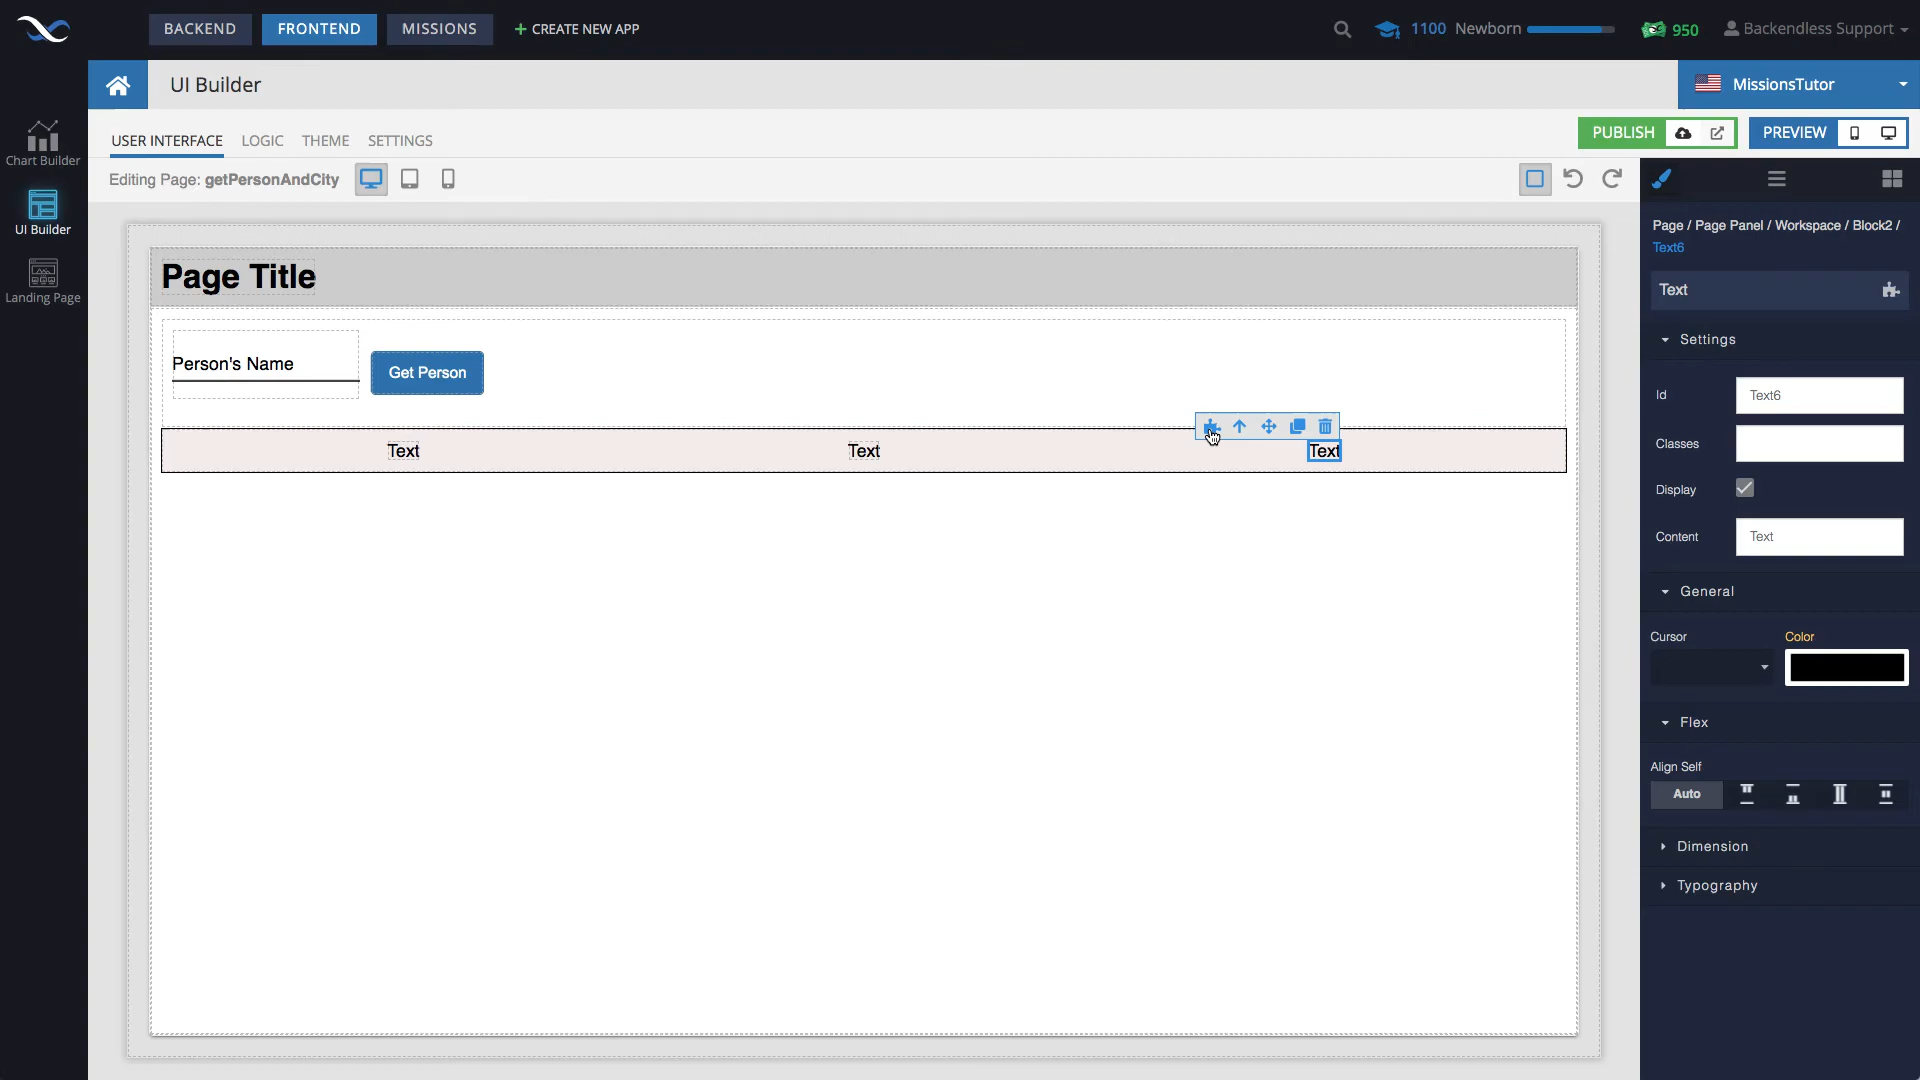 BACKEND
FRONTEND
MISSIONS
CREATE NEW APP
1100 Newborn
950
Backendless Support
UI Builder
MissionsTutor
Chart Builder
UI Builder
Landing Page
USER INTERFACE
LOGIC
THEME
SETTINGS
PUBLISH
PREVIEW
Editing Page: getPersonAndCity
Page Title
Person's Name
Get Person
Text
Text
Text
Page / Page Panel / Workspace / Block2 /
Text6
Text
Settings
Id
Text6
Classes
Display
Content
Text
General
Cursor
Color
Flex
Align Self
Auto
Dimension
Typography